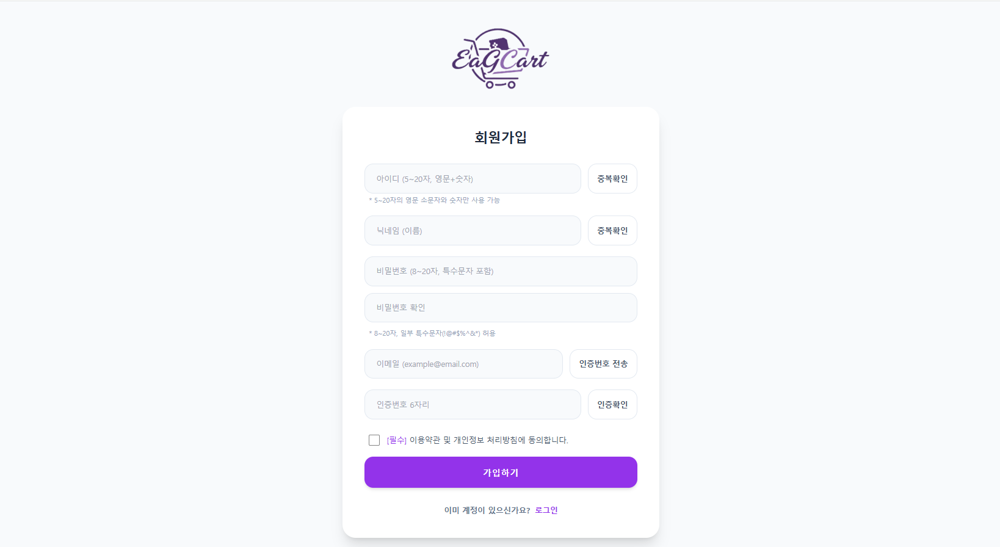 EaGCart
회원가입
아이디 (5~20자, 영문+숫자)
중복확인
* 5~20자의 영문 소문자와 숫자만 사용 가능
닉네임 (이름)
중복확인
비밀번호 (8~20자, 특수문자 포함)
비밀번호 확인
* 8~20자, 일부 특수문자(!@#$%^&*) 허용
이메일 (example@email.com)
인증번호 전송
인증번호 6자리
인증확인
[필수] 이용약관 및 개인정보 처리방침에 동의합니다.
가입하기
이미 계정이 있으신가요? 로그인